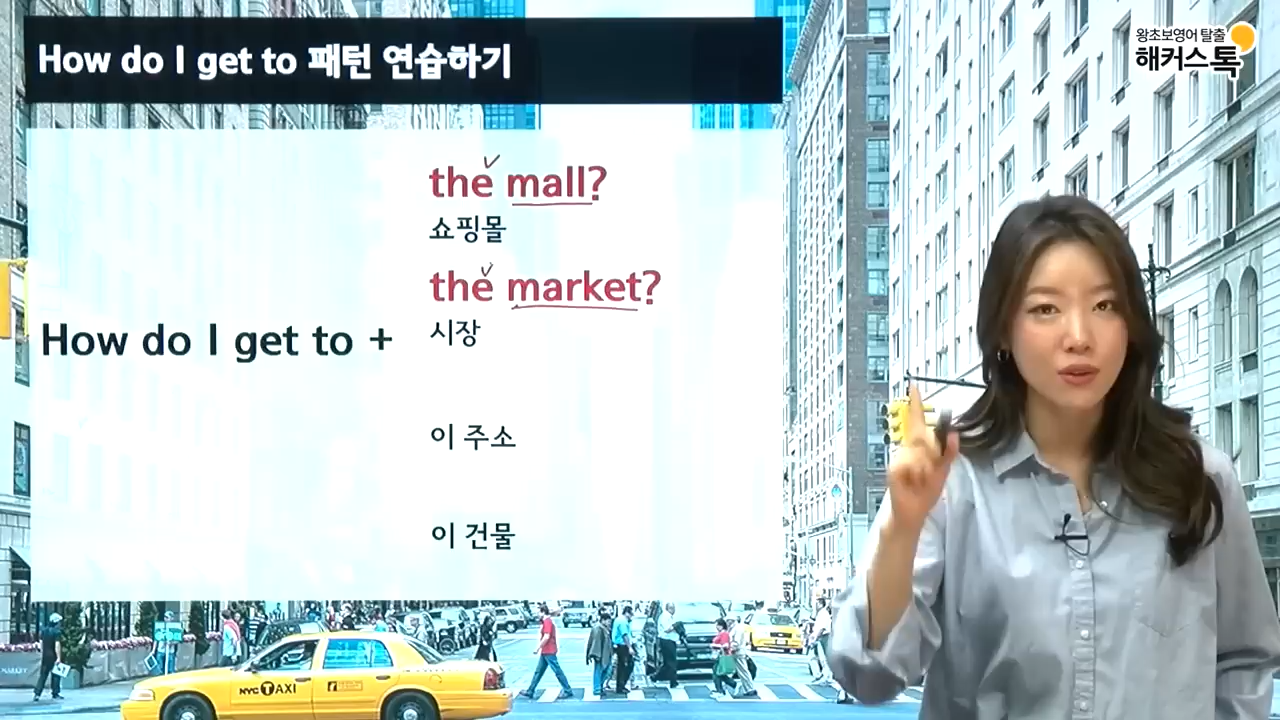 How do I get to 패턴 연습하기
왕초보영어 탈출
해커스톡
the mall?
쇼핑몰
the market?
시장
How do I get to +
이 주소
이 건물
NYC TAXI